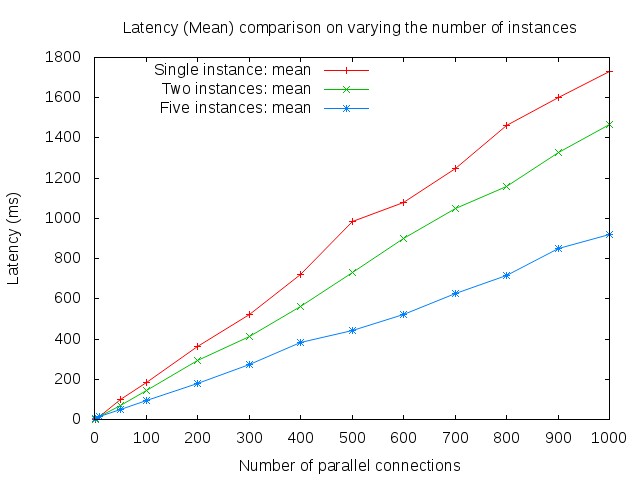 Latency (Mean) comparison on varying the number of instances
1800
1600
1400
1200
1000
800
600
400
200
0
Latency (ms)
Single instance: mean
Two instances: mean
Five instances: mean
0 100 200 300 400 500 600 700 800 900 1000
Number of parallel connections